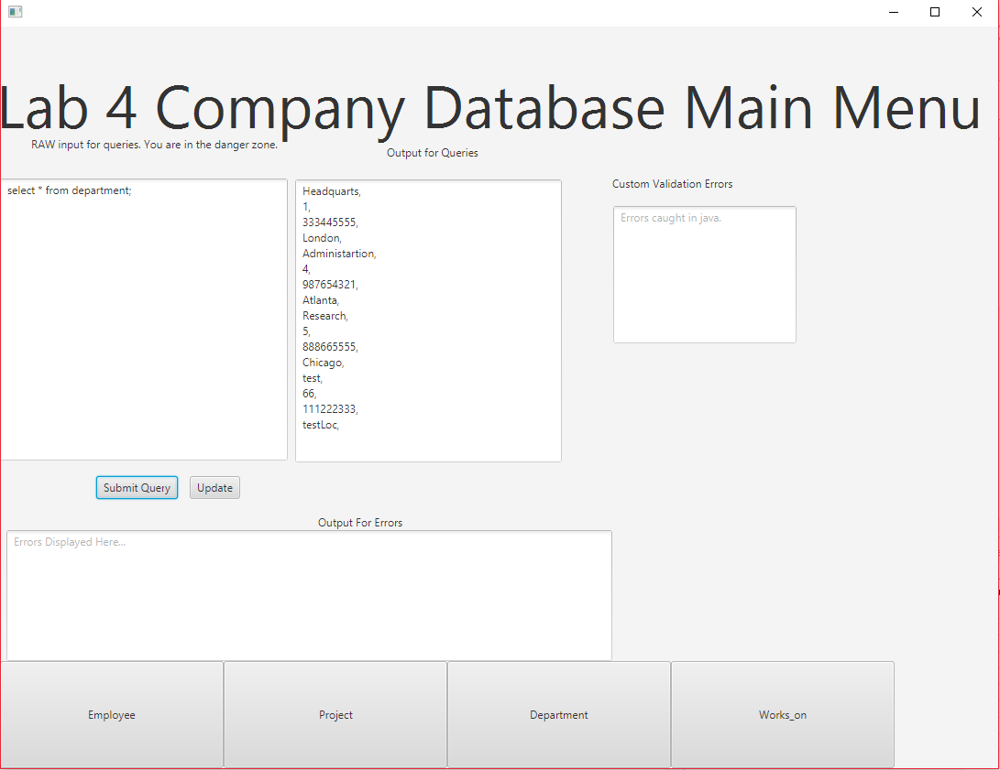 Lab 4 Company Database Main Menu
RAW input for queries. You are in the danger zone.
Output for Queries
select * from department;
Headquarts,
1,
333445555,
London,
Administartion,
4,
987654321,
Atlanta,
Research,
5,
888665555,
Chicago,
test,
66,
111222333,
testLoc,
Custom Validation Errors
Errors caught in java.
Submit Query
Update
Output For Errors
Errors Displayed Here...
Employee
Project
Department
Works_on